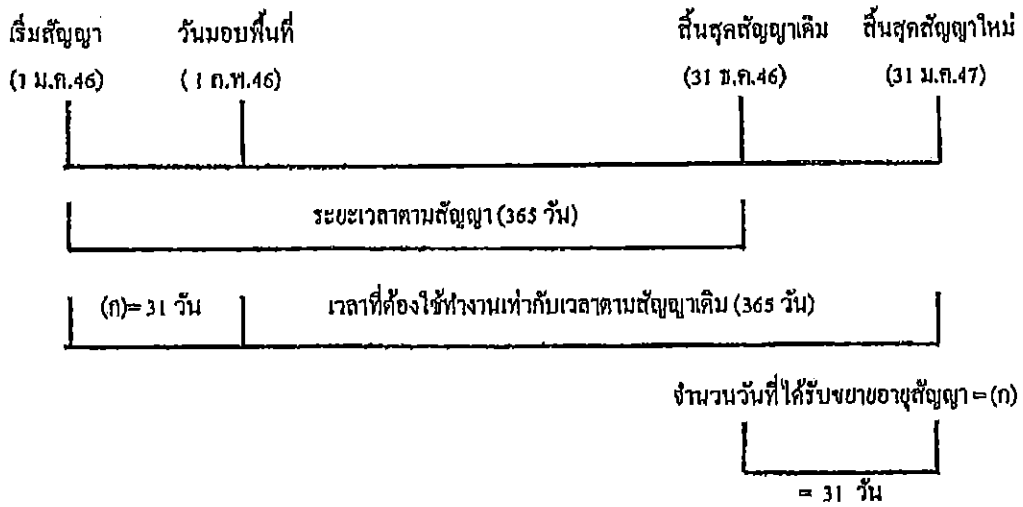 เริ่มสัญญา วันมอบพื้นที่ สิ้นสุดสัญญาเดิม สิ้นสุดสัญญาใหม่
(1 ม.ค.46) (1 ก.พ.46) (31 ธ.ค.46) (31 ม.ค.47)
ระยะเวลาตามสัญญา (365 วัน)
(ก)= 31 วัน เวลาที่ต้องใช้ทำงานเท่ากับเวลาตามสัญญาเดิม (365 วัน)
จำนวนวันที่ได้รับขยายอายุสัญญา = (ก)
= 31 วัน